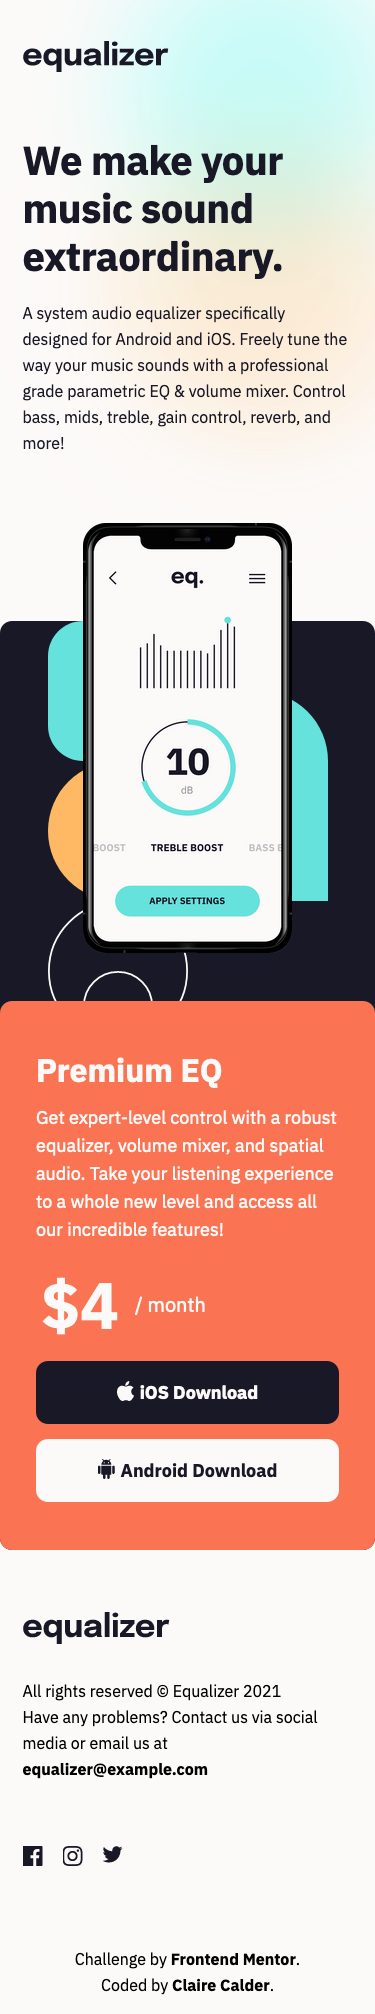 equalizer
We make your
music sound
extraordinary.
A system audio equalizer specifically
designed for Android and iOS. Freely tune the
way your music sounds with a professional
grade parametric EQ & volume mixer. Control
bass, mids, treble, gain control, reverb, and
more!
eq.
10
dB
BOOST TREBLE BOOST BASS B
APPLY SETTINGS
Premium EQ
Get expert-level control with a robust
equalizer, volume mixer, and spatial
audio. Take your listening experience
to a whole new level and access all
our incredible features!
$4 / month
iOS Download
Android Download
equalizer
All rights reserved © Equalizer 2021
Have any problems? Contact us via social
media or email us at
equalizer@example.com
Challenge by Frontend Mentor.
Coded by Claire Calder.